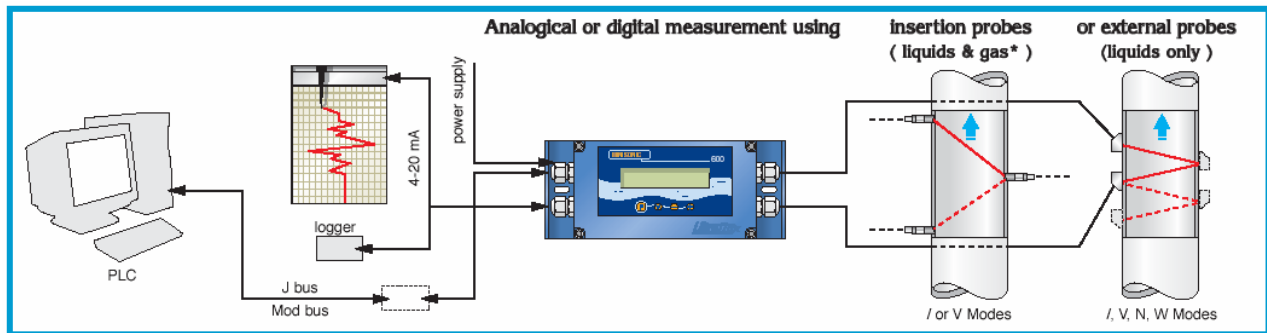 Analogical or digital measurement using
insertion probes
( liquids & gas* )
or external probes
(liquids only )
power supply
4-20 mA
600
logger
PLC
J bus
Mod bus
/ or V Modes
/, V, N, W Modes